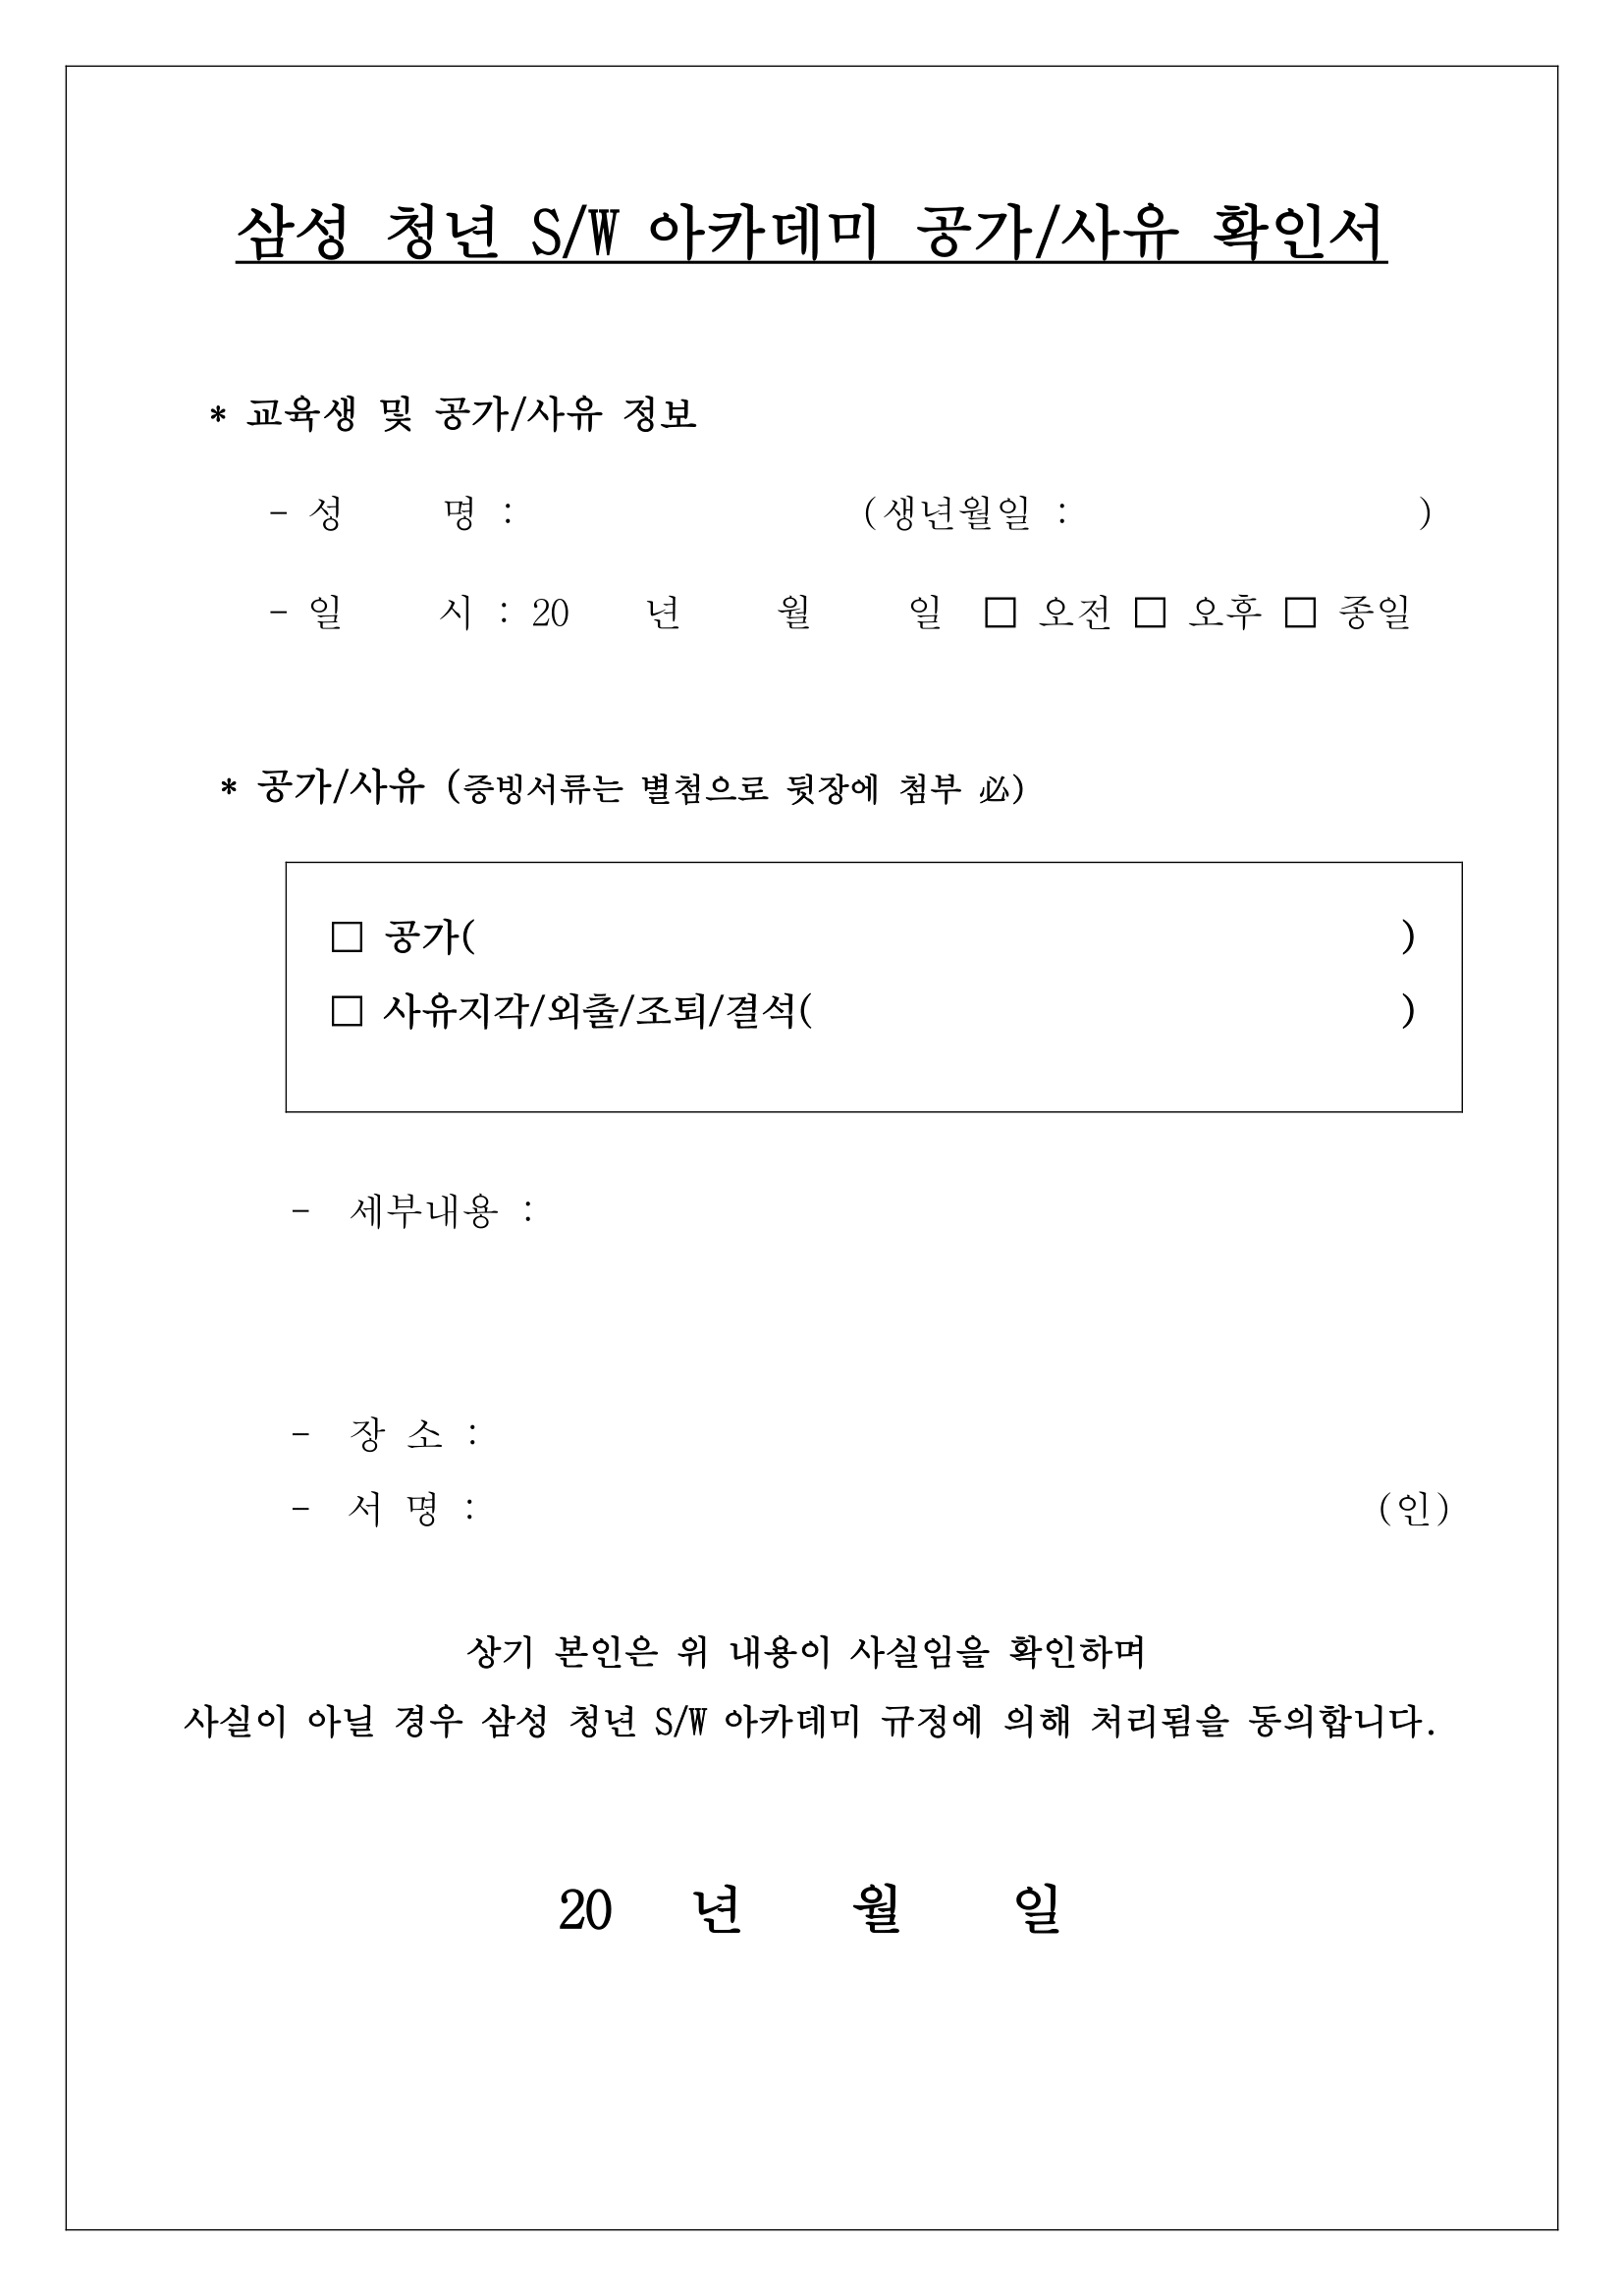 삼성 청년 S/W 아카데미 공가/사유 확인서
* 교육생 및 공가/사유 정보
- 성 명 : (생년월일 : )
- 일 시 : 20 년 월 일 □ 오전 □ 오후 □ 종일
* 공가/사유 (증빙서류는 별첨으로 뒷장에 첨부 必)
□ 공가( )
□ 사유지각/외출/조퇴/결석( )
- 세부내용 :
- 장 소 :
- 서 명 : (인)
상기 본인은 위 내용이 사실임을 확인하며
사실이 아닐 경우 삼성 청년 S/W 아카데미 규정에 의해 처리됨을 동의합니다.
20 년 월 일